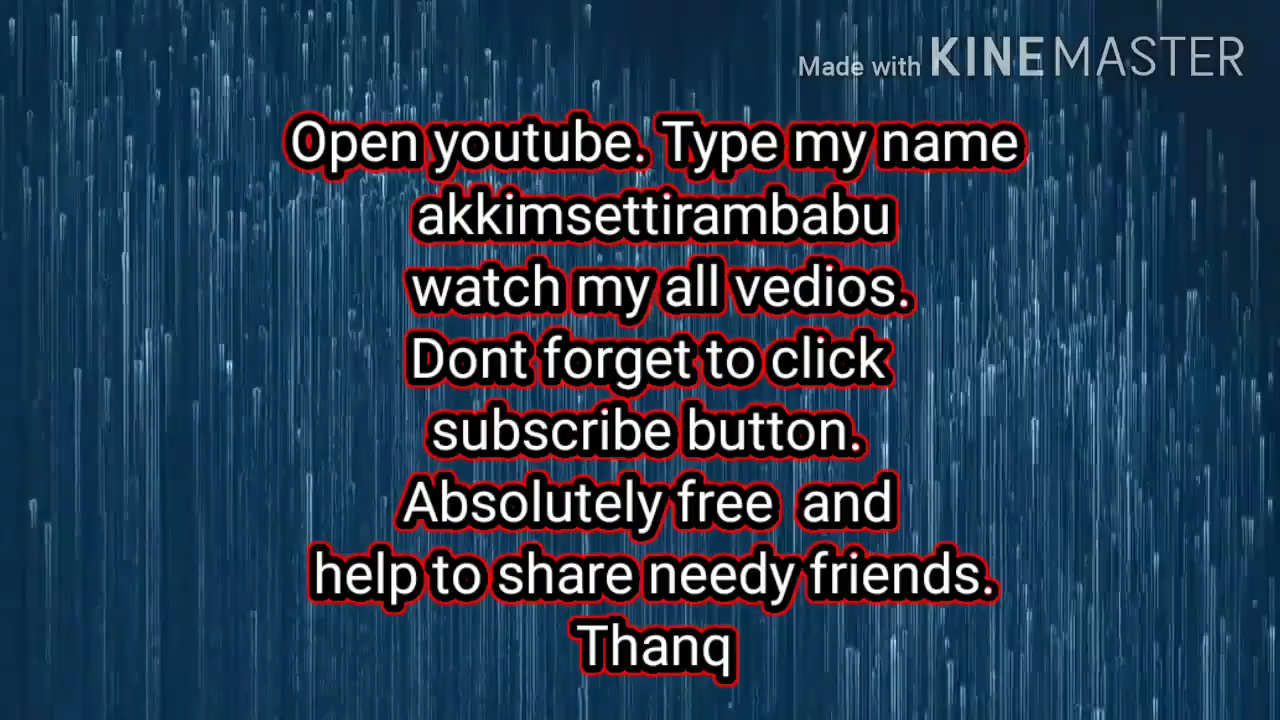 Made with KINEMASTER
Open youtube. Type my name
akkimsettirambabu
watch my all vedios.
Dont forget to click
subscribe button.
Absolutely free and
help to share needy friends.
Thanq